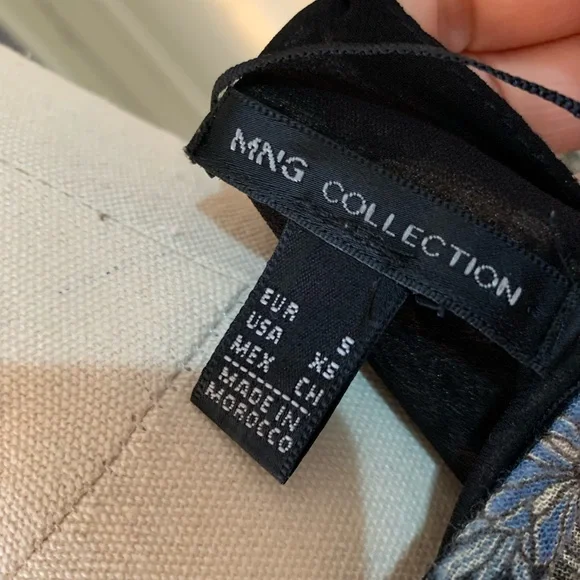 MNG COLLECTION
EUR S
USA XS
MEX CH
MADE IN
MOROCCO